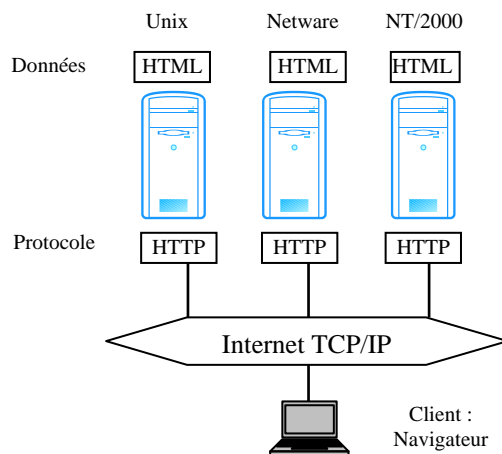 Unix Netware NT/2000
Données HTML HTML HTML
Protocole HTTP HTTP HTTP
Internet TCP/IP
Client :
Navigateur